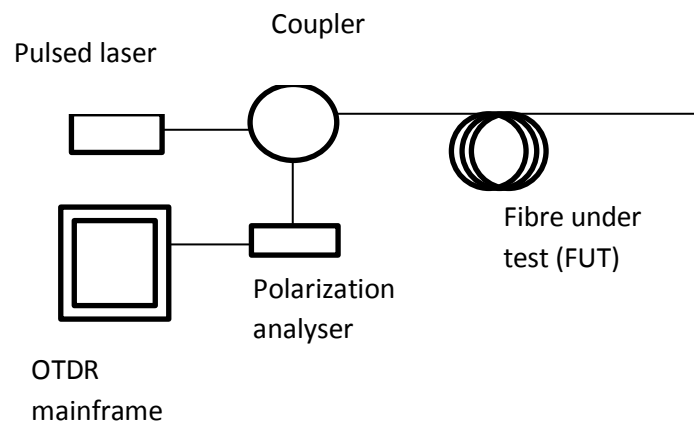 Coupler
Pulsed laser
Fibre under
test (FUT)
Polarization
analyser
OTDR
mainframe